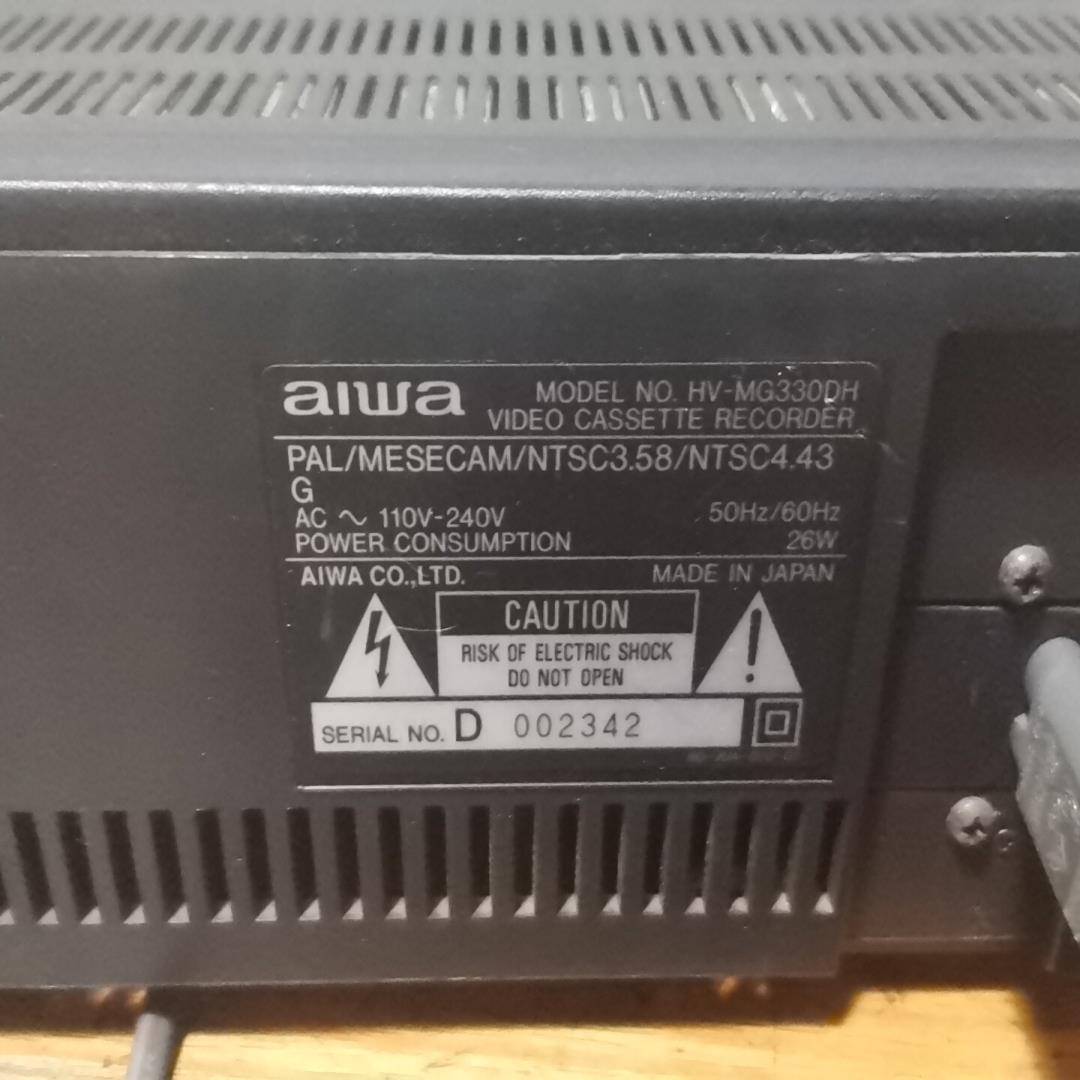 aiwa MODEL NO. HV-MG330DH
VIDEO CASSETTE RECORDER
PAL/MESECAM/NTSC3.58/NTSC4.43
G
AC ~ 110V-240V 50Hz/60Hz
POWER CONSUMPTION 26W
AIWA CO.,LTD. MADE IN JAPAN
CAUTION
RISK OF ELECTRIC SHOCK
DO NOT OPEN
SERIAL NO. D 002342